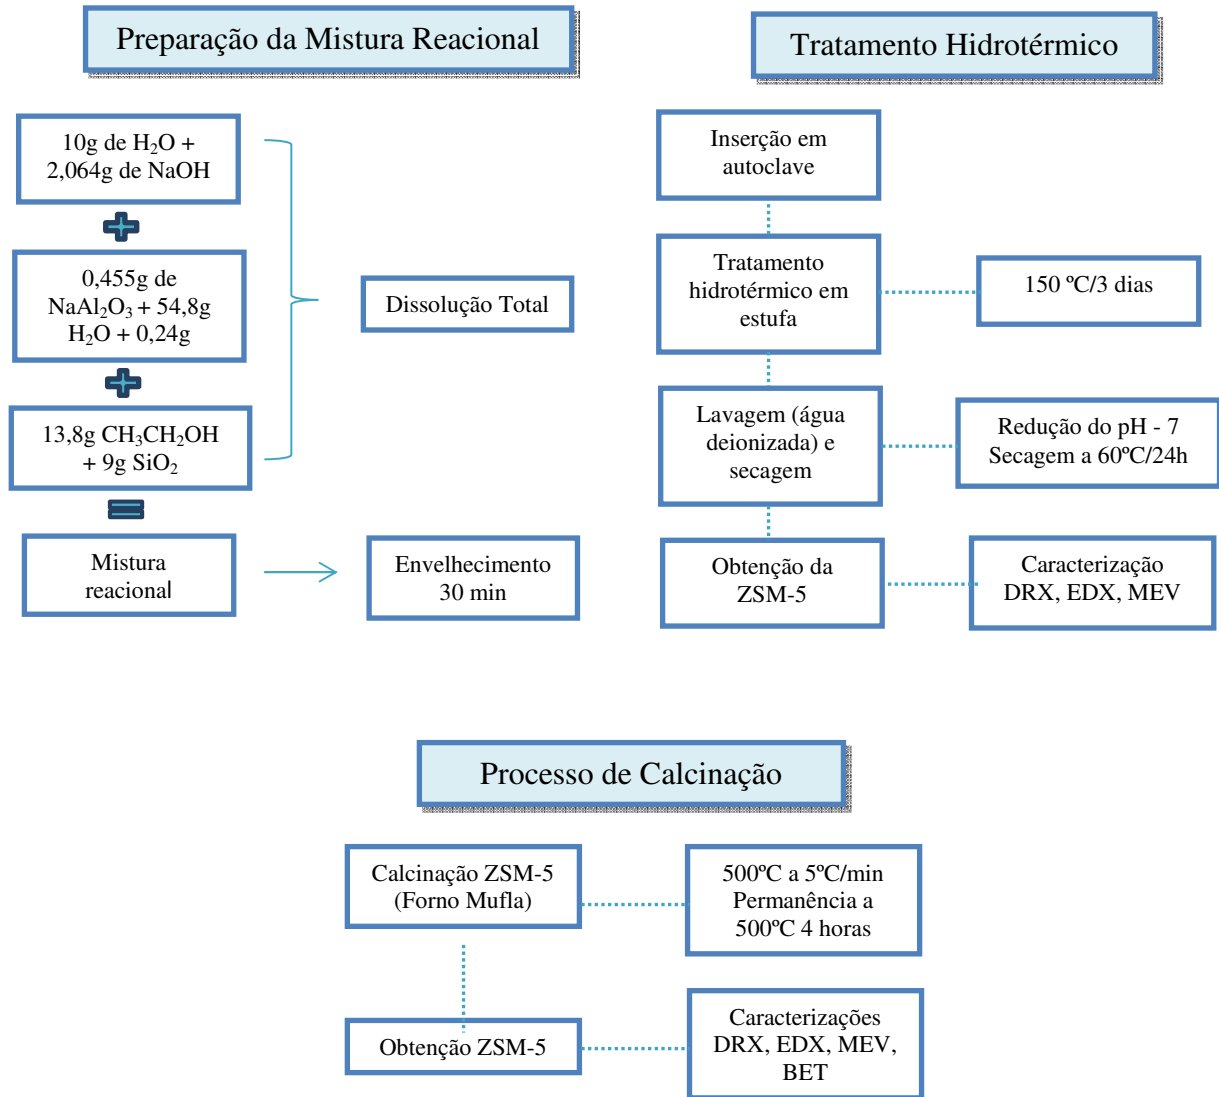 Preparação da Mistura Reacional
10g de H₂O +
2,064g de NaOH
0,455g de
NaAl₂O₃ + 54,8g
H₂O + 0,24g
13,8g CH₃CH₂OH
+ 9g SiO₂
Dissolução Total
Mistura
reacional
Envelhecimento
30 min
Tratamento Hidrotérmico
Inserção em
autoclave
Tratamento
hidrotérmico em
estufa
150 ºC/3 dias
Lavagem (água
deionizada) e
secagem
Redução do pH - 7
Secagem a 60ºC/24h
Obtenção da
ZSM-5
Caracterização
DRX, EDX, MEV
Processo de Calcinação
Calcinação ZSM-5
(Forno Mufla)
500ºC a 5ºC/min
Permanência a
500ºC 4 horas
Obtenção ZSM-5
Caracterizações
DRX, EDX, MEV,
BET